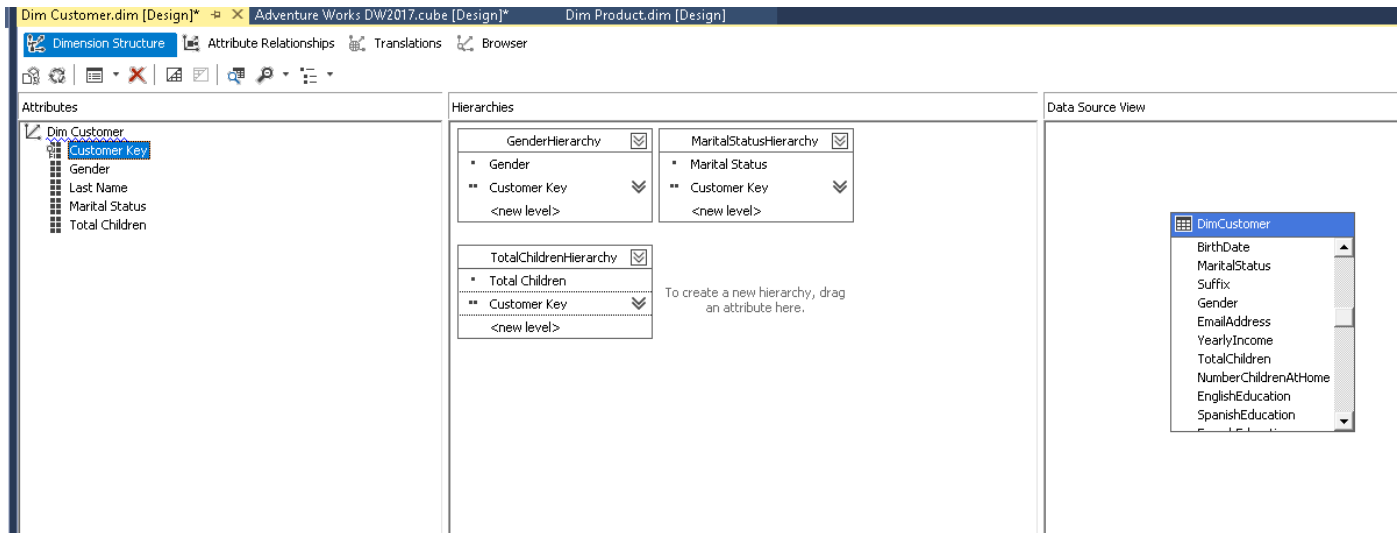 Dim Customer.dim [Design]* Adventure Works DW2017.cube [Design]* Dim Product.dim [Design]
Dimension Structure Attribute Relationships Translations Browser
Attributes
Dim Customer
Customer Key
Gender
Last Name
Marital Status
Total Children
Hierarchies
GenderHierarchy
Gender
Customer Key
<new level>
MaritalStatusHierarchy
Marital Status
Customer Key
<new level>
TotalChildrenHierarchy
Total Children
Customer Key
<new level>
To create a new hierarchy, drag
an attribute here.
Data Source View
DimCustomer
BirthDate
MaritalStatus
Suffix
Gender
EmailAddress
YearlyIncome
TotalChildren
NumberChildrenAtHome
EnglishEducation
SpanishEducation